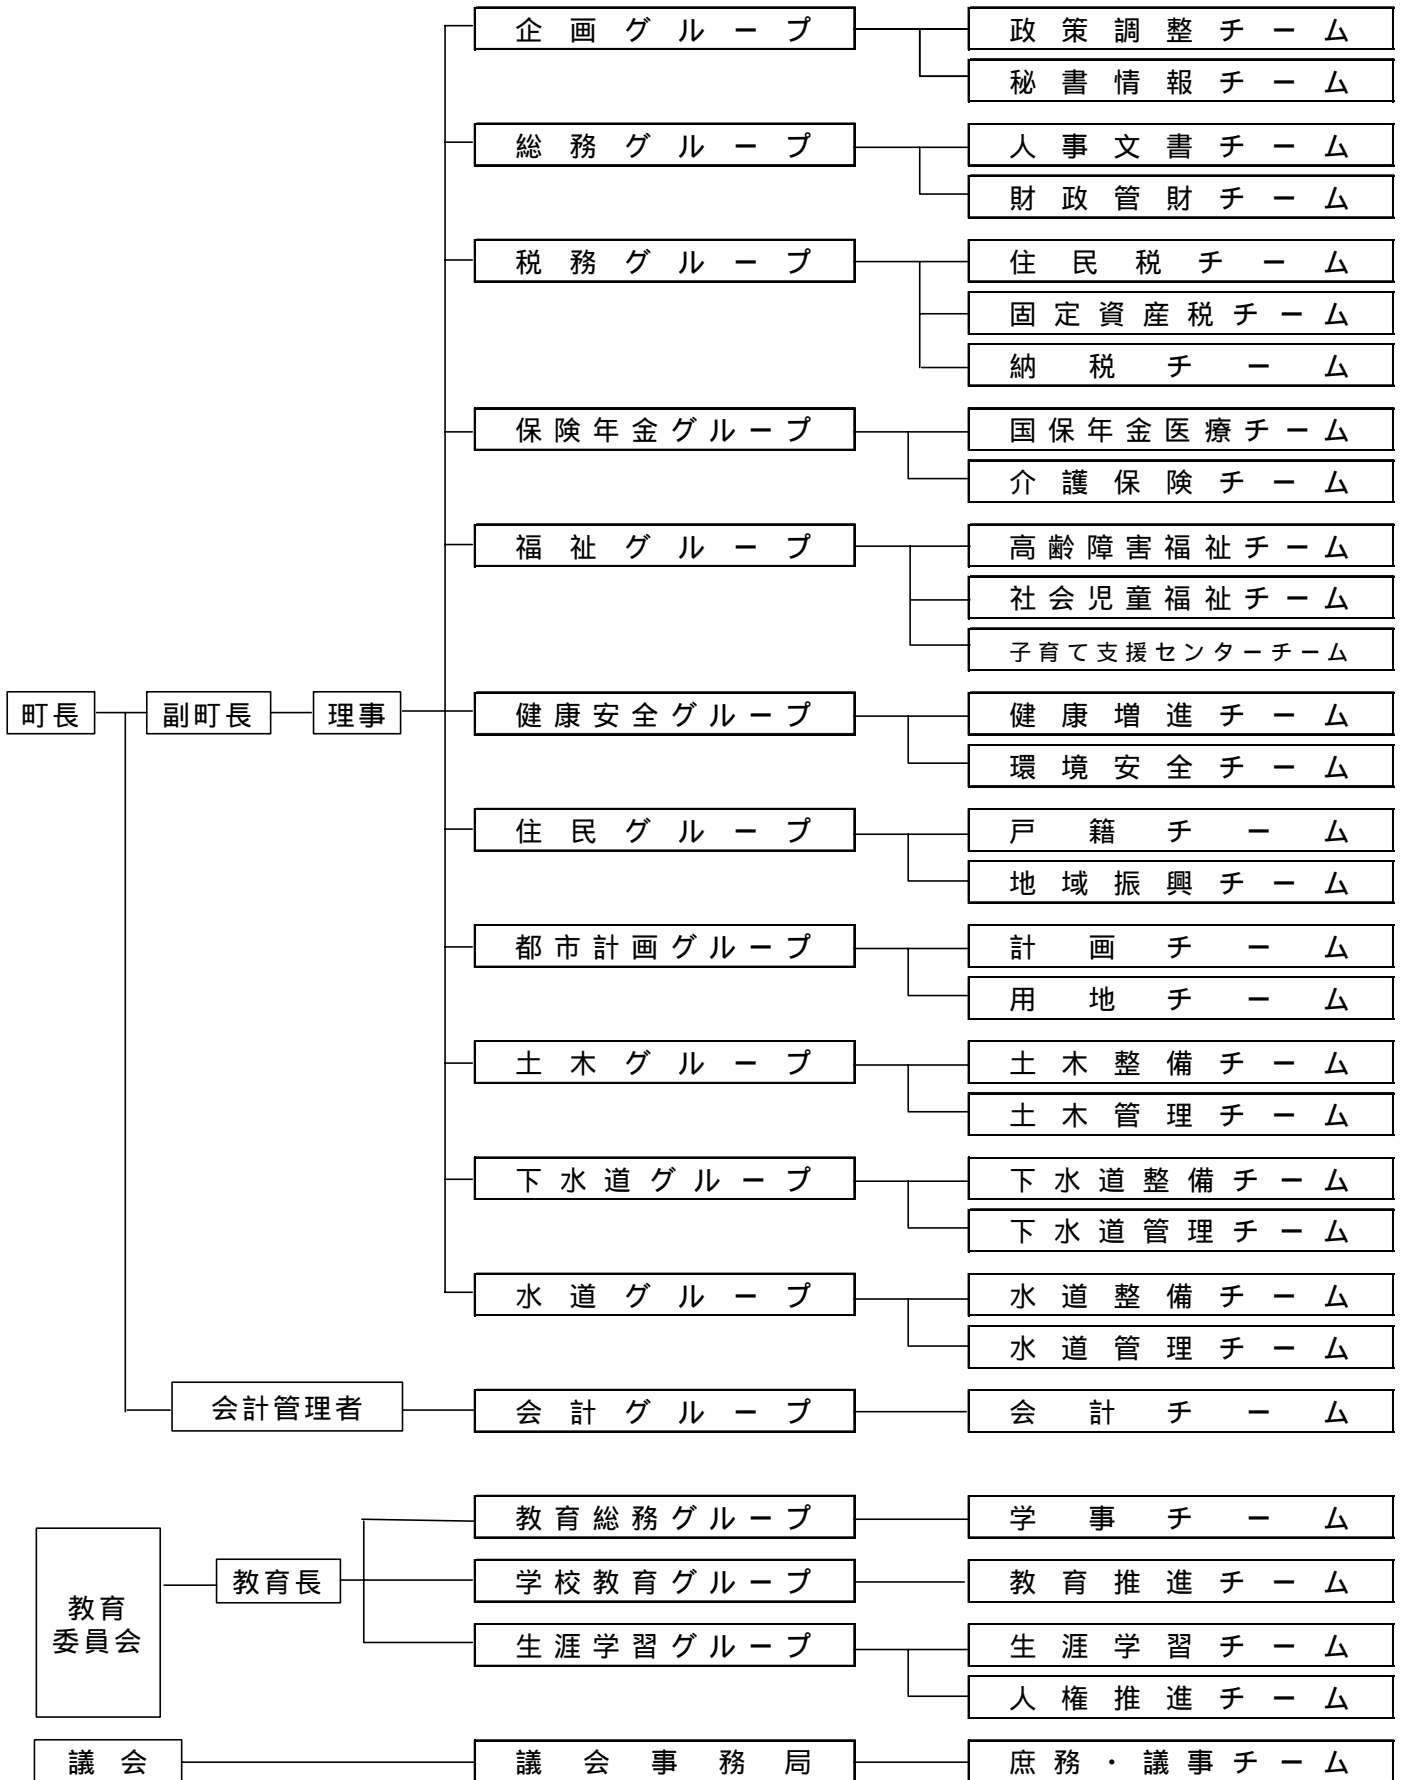 企画グループ
政策調整チーム
秘書情報チーム
総務グループ
人事文書チーム
財政管財チーム
税務グループ
住民税チーム
固定資産税チーム
納税チーム
保険年金グループ
国保年金医療チーム
介護保険チーム
福祉グループ
高齢障害福祉チーム
社会児童福祉チーム
子育て支援センターチーム
町長
副町長
理事
健康安全グループ
健康増進チーム
環境安全チーム
住民グループ
戸籍チーム
地域振興チーム
都市計画グループ
計画チーム
用地チーム
土木グループ
土木整備チーム
土木管理チーム
下水道グループ
下水道整備チーム
下水道管理チーム
水道グループ
水道整備チーム
水道管理チーム
会計管理者
会計グループ
会計チーム
教育総務グループ
学事チーム
教育
委員会
教育長
学校教育グループ
教育推進チーム
生涯学習グループ
生涯学習チーム
人権推進チーム
議会
議会事務局
庶務・議事チーム